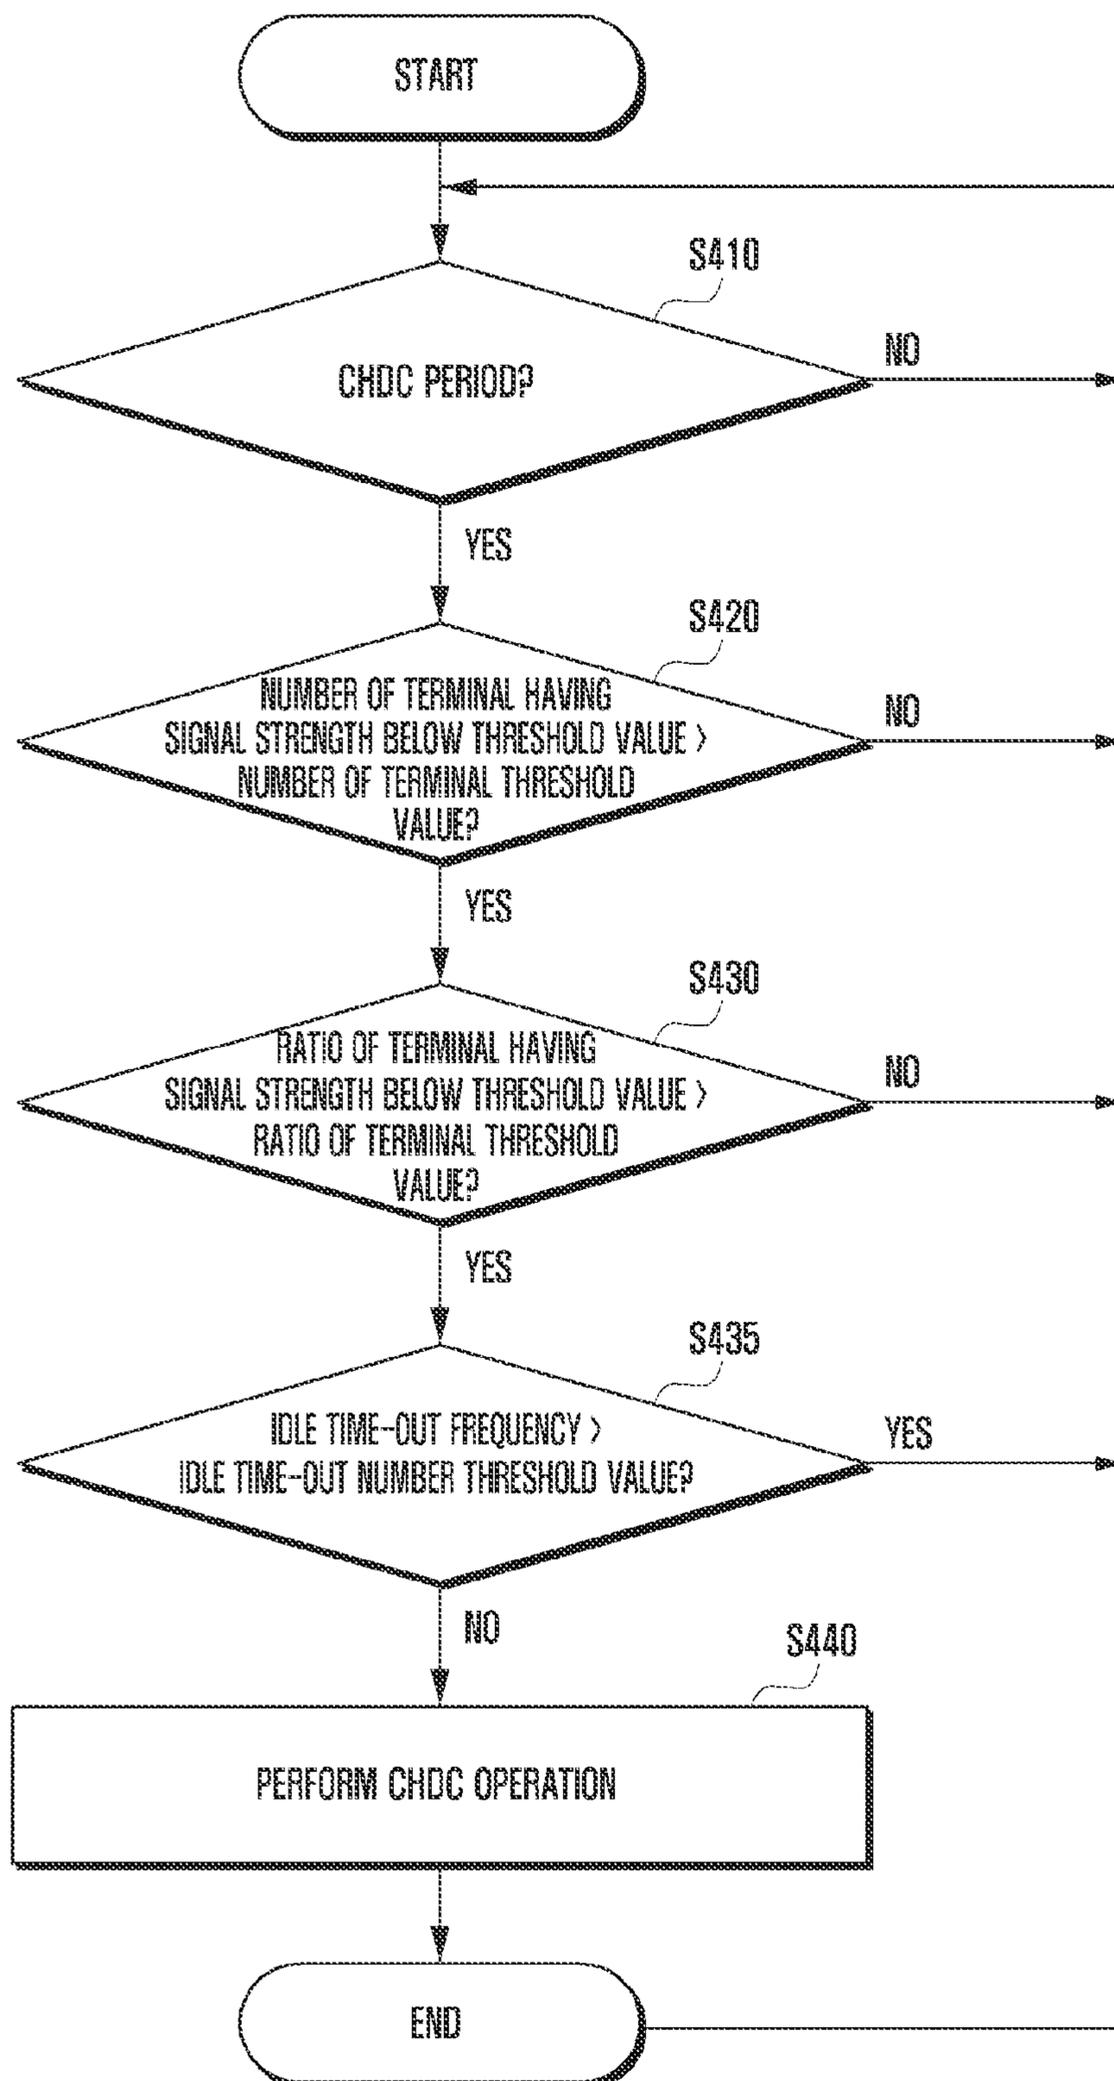 START
S410
CHDC PERIOD?
NO
YES
S420
NUMBER OF TERMINAL HAVING
SIGNAL STRENGTH BELOW THRESHOLD VALUE >
NUMBER OF TERMINAL THRESHOLD
VALUE?
NO
YES
S430
RATIO OF TERMINAL HAVING
SIGNAL STRENGTH BELOW THRESHOLD VALUE >
RATIO OF TERMINAL THRESHOLD
VALUE?
NO
YES
S435
IDLE TIME-OUT FREQUENCY >
IDLE TIME-OUT NUMBER THRESHOLD VALUE?
YES
NO
S440
PERFORM CHDC OPERATION
END